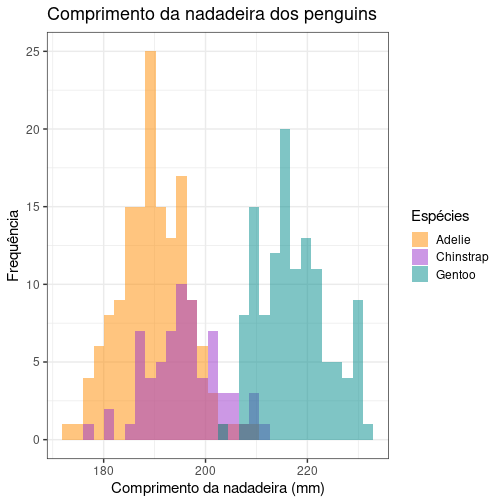 Comprimento da nadadeira dos penguins
Frequência
25
20
15
10
5
0
180
200
220
Comprimento da nadadeira (mm)
Espécies
Adelie
Chinstrap
Gentoo